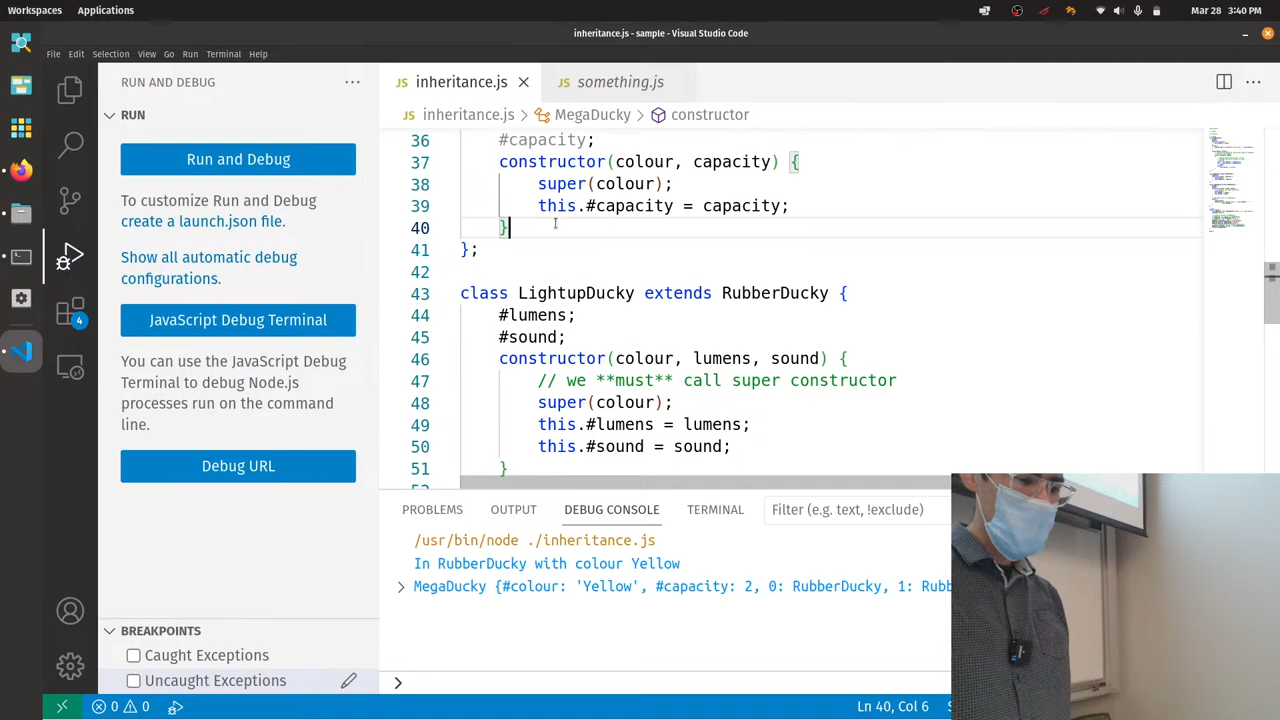 Workspaces Applications Mar 28 3:40 PM
inheritance.js - sample - Visual Studio Code
File Edit Selection View Go Run Terminal Help
RUN AND DEBUG
RUN
Run and Debug
To customize Run and Debug
create a launch.json file.
Show all automatic debug
configurations.
JavaScript Debug Terminal
You can use the JavaScript Debug
Terminal to debug Node.js
processes run on the command
line.
Debug URL
4
BREAKPOINTS
Caught Exceptions
Uncaught Exceptions
JS inheritance.js JS something.js
JS inheritance.js > MegaDucky > constructor
36 #capacity;
37 constructor(colour, capacity) {
38 super(colour);
39 this.#capacity = capacity;
40 }
41 };
42
43 class LightupDucky extends RubberDucky {
44 #lumens;
45 #sound;
46 constructor(colour, lumens, sound) {
47 // we **must** call super constructor
48 super(colour);
49 this.#lumens = lumens;
50 this.#sound = sound;
51 }
PROBLEMS OUTPUT DEBUG CONSOLE TERMINAL Filter (e.g. text, !exclude)
/usr/bin/node ./inheritance.js
In RubberDucky with colour Yellow
MegaDucky {#colour: 'Yellow', #capacity: 2, 0: RubberDucky, 1: Rubb
0 0 Ln 40, Col 6